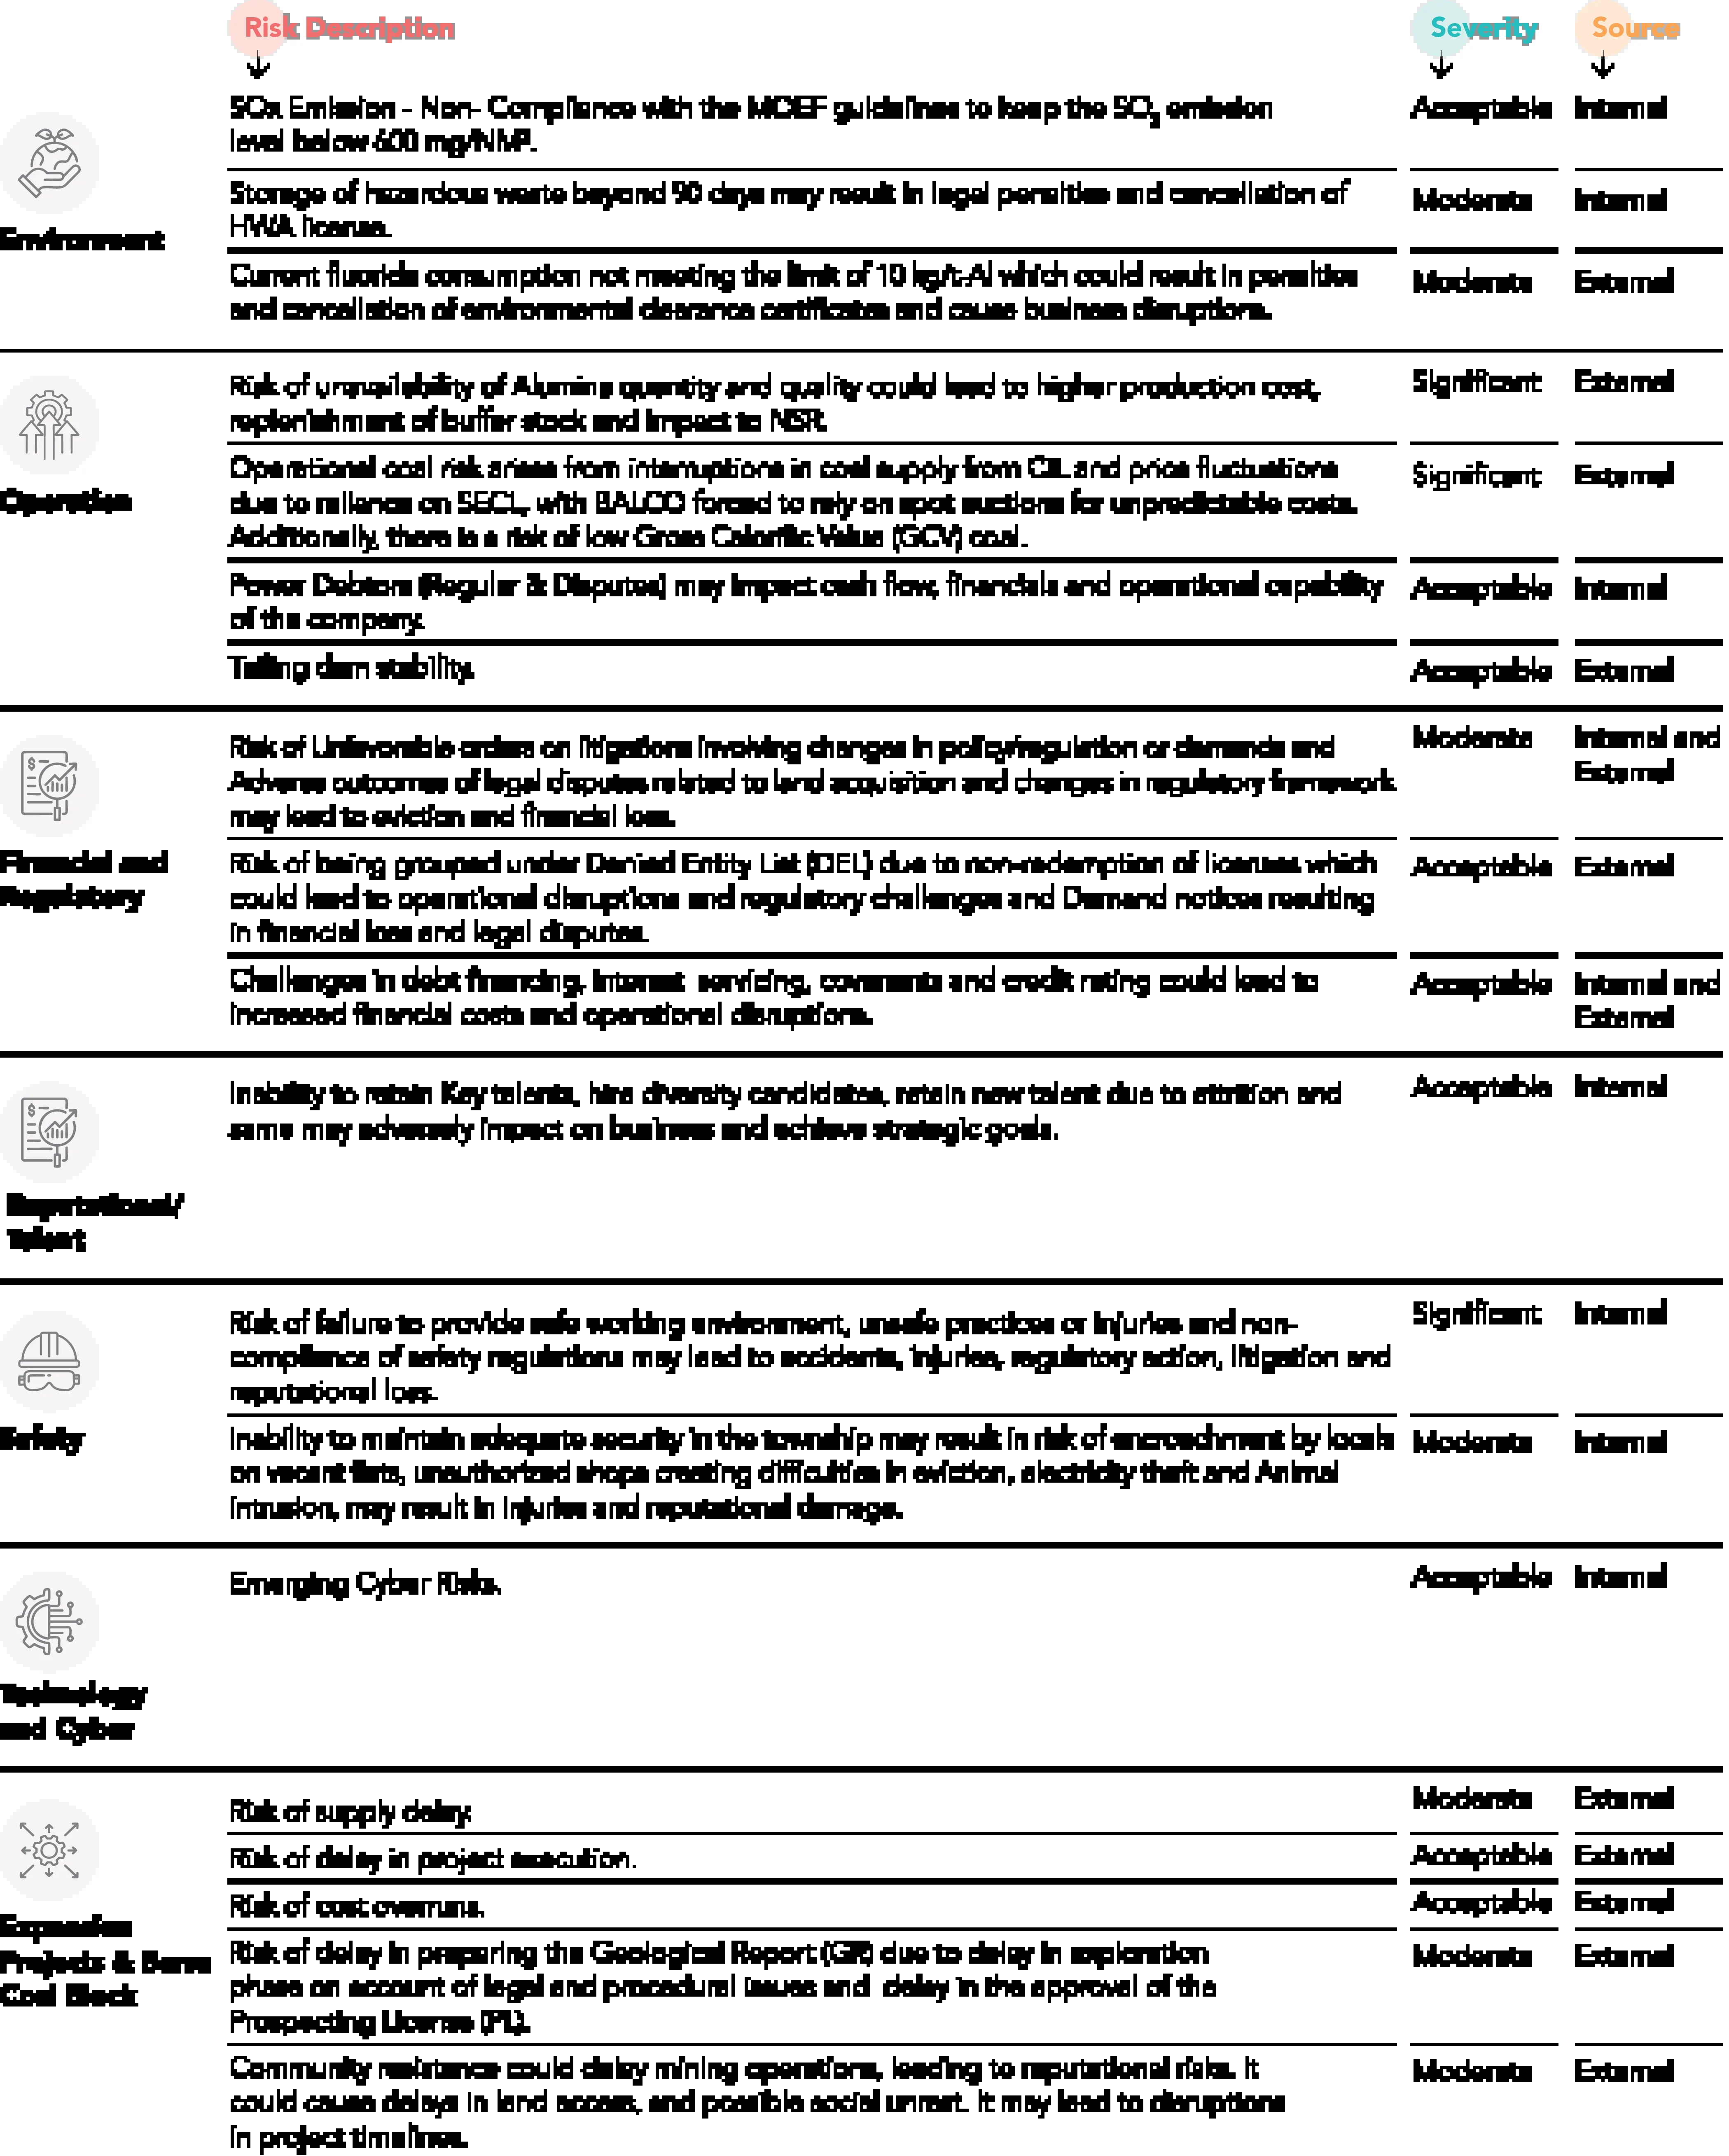 Risk Description
Severity
Source
Environment
SOx Emission - Non- Compliance with the MOEF guidelines to keep the SO₂ emission
level below 600 mg/NM³.
Acceptable
Internal
Storage of hazardous waste beyond 90 days may result in legal penalties and cancellation of
HWA license.
Moderate
Internal
Current fluoride consumption not meeting the limit of 10 kg/t-Al which could result in penalties
and cancellation of environmental clearance certificates and cause business disruptions.
Moderate
External
Operation
Risk of unavailability of Alumina quantity and quality could lead to higher production cost,
replenishment of buffer stock and impact to NSR.
Significant
External
Operational coal risk arises from interruptions in coal supply from CIL and price fluctuations
due to reliance on SECL, with BALCO forced to rely on spot auctions for unpredictable costs.
Additionally, there is a risk of low Gross Calorific Value (GCV) coal.
Significant
External
Power Debtors (Regular & Disputes) may impact cash flow, financials and operational capability
of the company.
Acceptable
Internal
Tailing dam stability.
Acceptable
External
Financial and
Regulatory
Risk of Unfavorable orders on litigations involving changes in policy/regulation or demands and
Adverse outcomes of legal disputes related to land acquisition and changes in regulatory framework
may lead to eviction and financial loss.
Moderate
Internal and
External
Risk of being grouped under Denied Entity List (DEL) due to non-redemption of licenses which
could lead to operational disruptions and regulatory challenges and Demand notices resulting
in financial loss and legal disputes.
Acceptable
External
Challenges in debt financing, interest servicing, covenants and credit rating could lead to
increased financial costs and operational disruptions.
Acceptable
Internal and
External
Reputational/
Talent
Inability to retain Key talents, hire diversity candidates, retain new talent due to attrition and
same may adversely impact on business and achieve strategic goals.
Acceptable
Internal
Safety
Risk of failure to provide safe working environment, unsafe practices or injuries and non-
compliance of safety regulations may lead to accidents, injuries, regulatory action, litigation and
reputational loss.
Significant
Internal
Inability to maintain adequate security in the township may result in risk of encroachment by locals
on vacant flats, unauthorized shops creating difficulties in eviction, electricity theft and Animal
intrusion, may result in injuries and reputational damage.
Moderate
Internal
Technology
and Cyber
Emerging Cyber Risks.
Acceptable
Internal
Expansion
Projects & Barra
Coal Block
Risk of supply delay.
Moderate
External
Risk of delay in project execution.
Acceptable
External
Risk of cost overruns.
Acceptable
External
Risk of delay in preparing the Geological Report (GR) due to delay in exploration
phase on account of legal and procedural issues and delay in the approval of the
Prospecting License (PL).
Moderate
External
Community resistance could delay mining operations, leading to reputational risks. It
could cause delays in land access, and possible social unrest. It may lead to disruptions
in project timelines.
Moderate
External